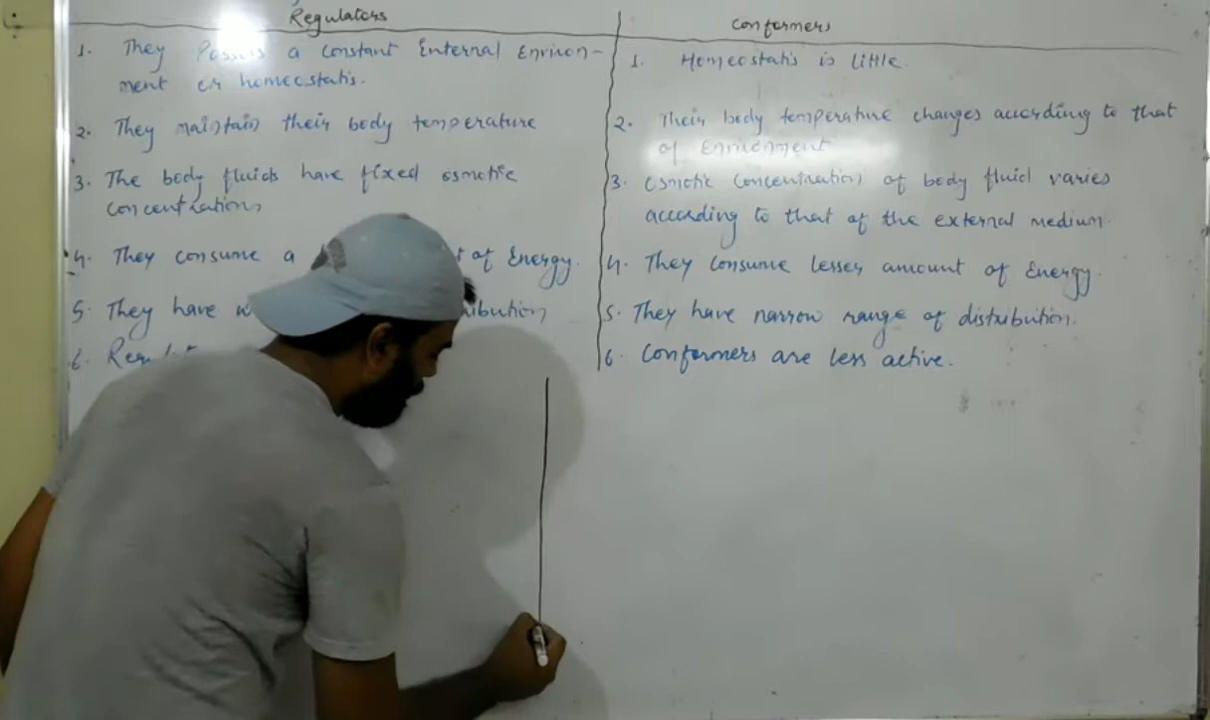 Regulators
1. They Possess a constant Internal Environ-
ment or homeostatis.
2. They maintain their body temperature
3. The body fluids have fixed osmotic
concentrations
4. They consume a
of Energy.
5. They have
6.
Conformers
1. Homeostatis is little.
2. Their body temperature changes according to that
of Environment
3. Osmotic concentration of body fluid varies
according to that of the external medium.
4. They consume lesser amount of Energy.
5. They have narrow range of distribution.
6. Conformers are less active.